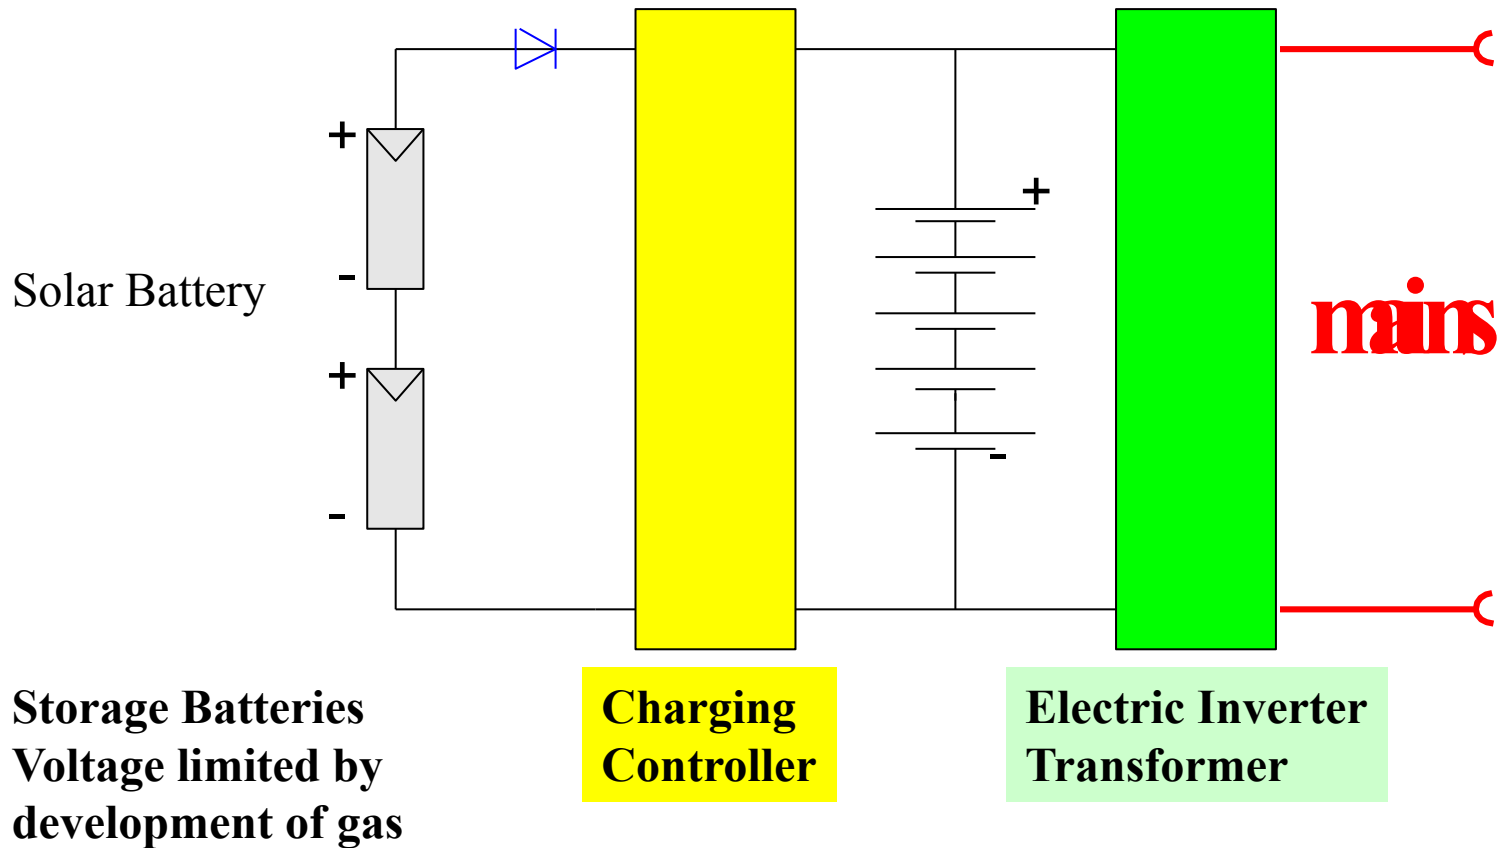 +
-
Solar Battery
+
-
+
-
mains
Storage Batteries
Voltage limited by
development of gas
Charging
Controller
Electric Inverter
Transformer